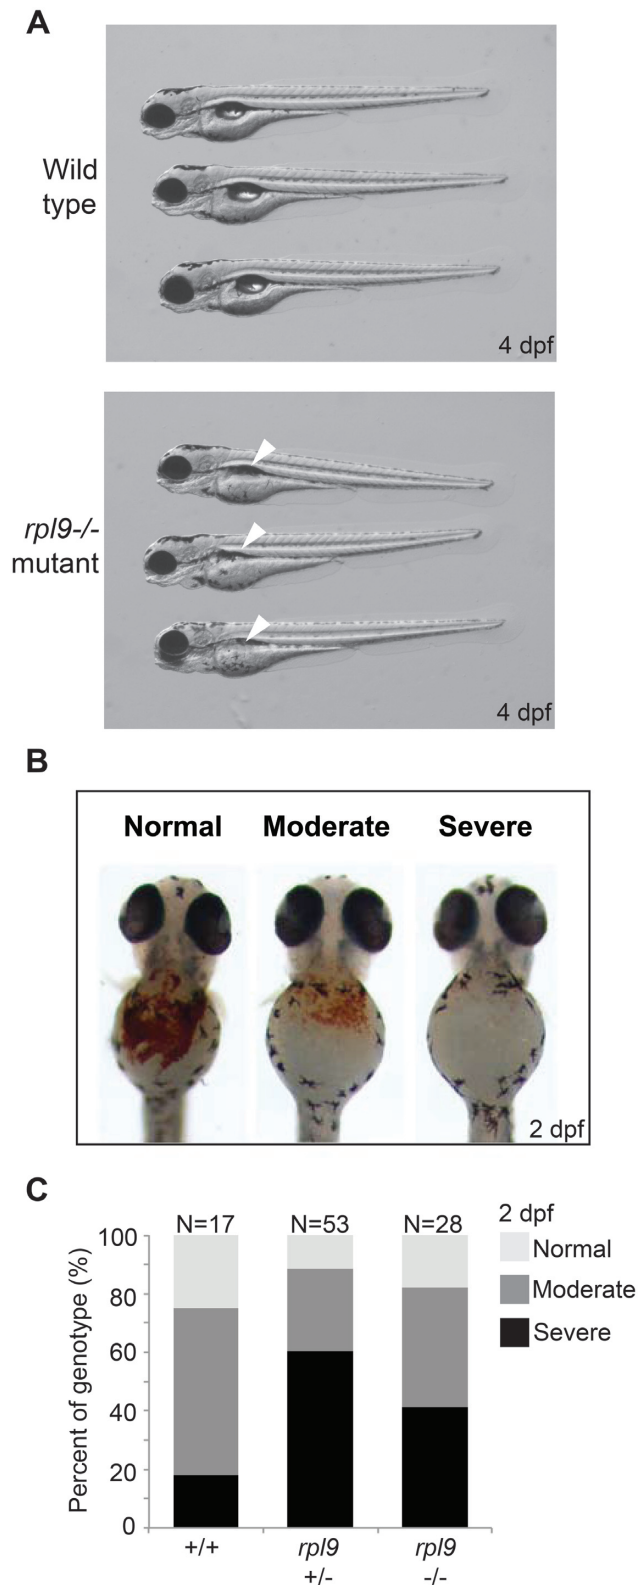 A
Wild
type
4 dpf
rpl9-/-
mutant
4 dpf
B
Normal
Moderate
Severe
2 dpf
C
Percent of genotype (%)
100
80
60
40
20
0
N=17
N=53
N=28
+/+
rpl9
+/-
rpl9
-/-
2 dpf
Normal
Moderate
Severe